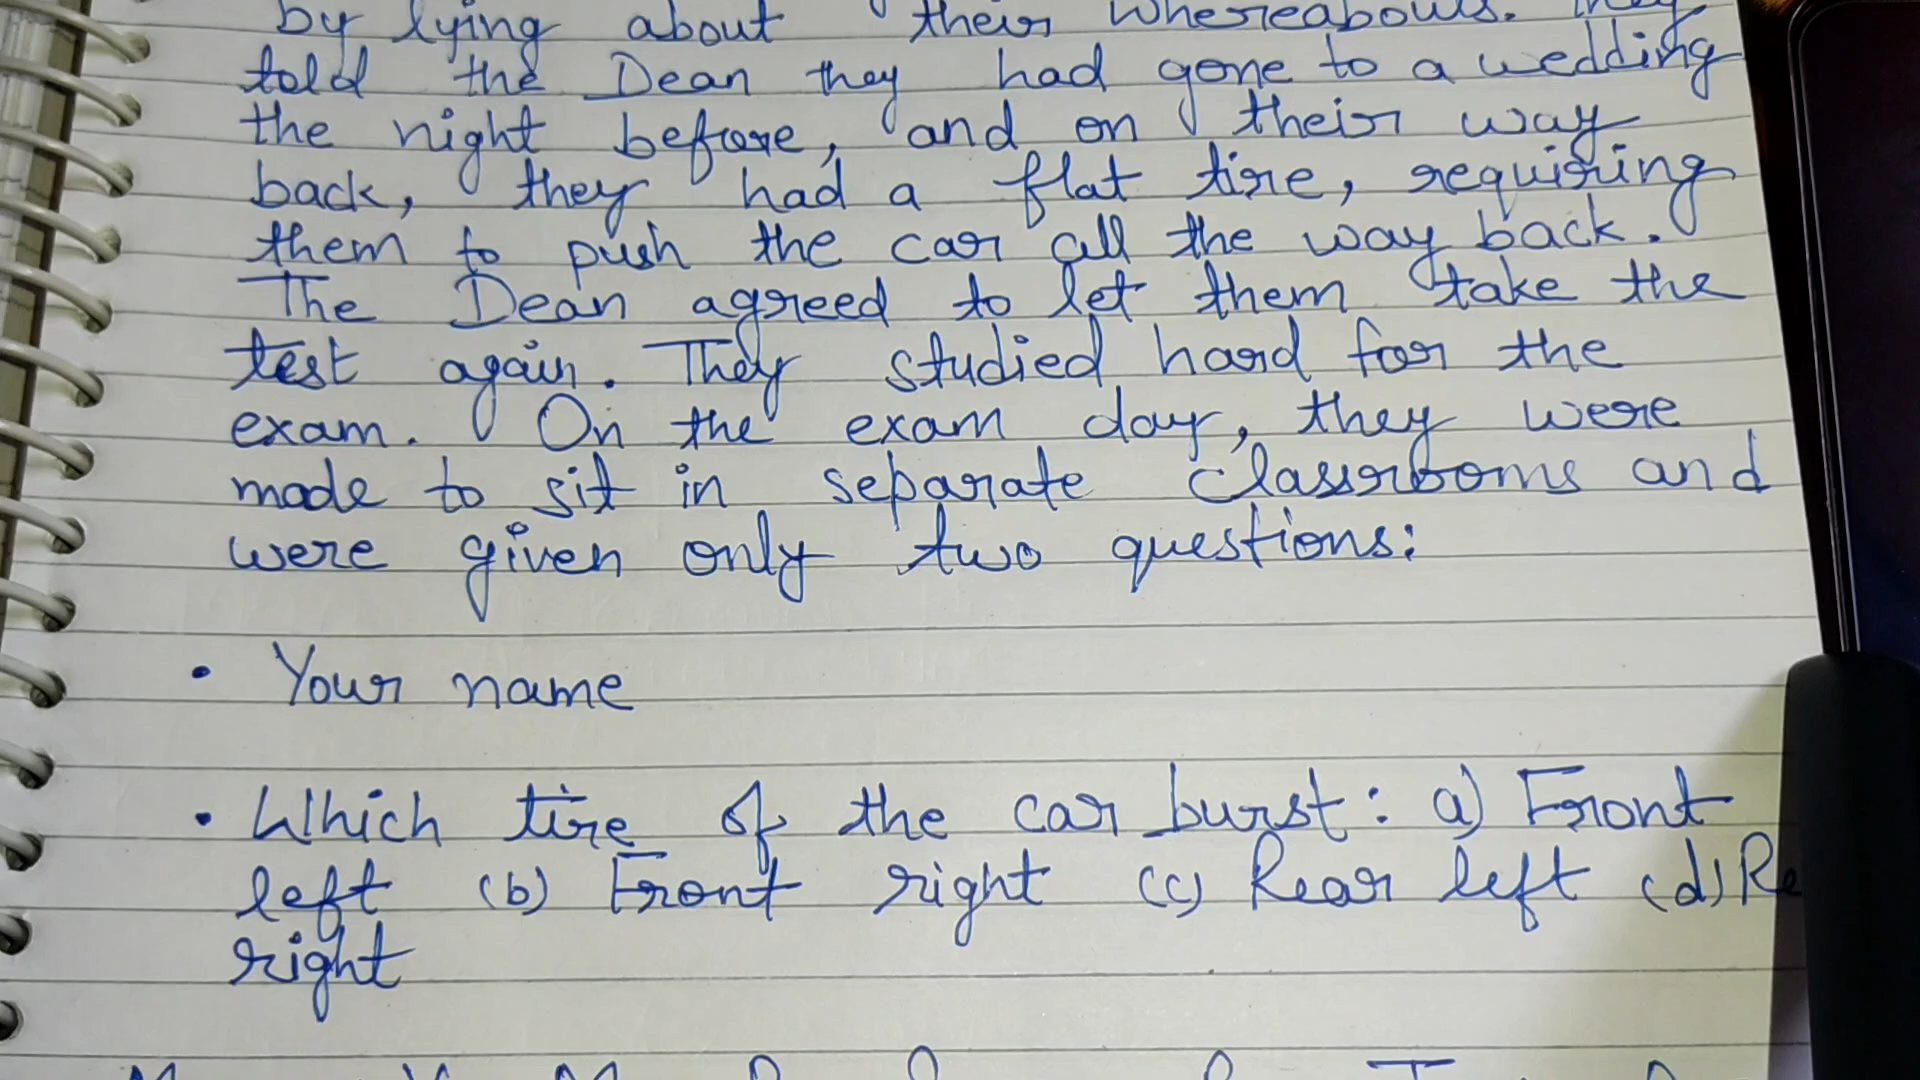 by lying about their whereabouts. They
told the Dean they had gone to a wedding
the night before, and on their way
back, they had a flat tire, requiring
them to push the car all the way back.
The Dean agreed to let them take the
test again. They studied hard for the
exam. On the exam day, they were
made to sit in separate classrooms and
were given only two questions:
• Your name
• Which tire of the car burst: a) Front
left (b) Front right (c) Rear left (d) Re
right